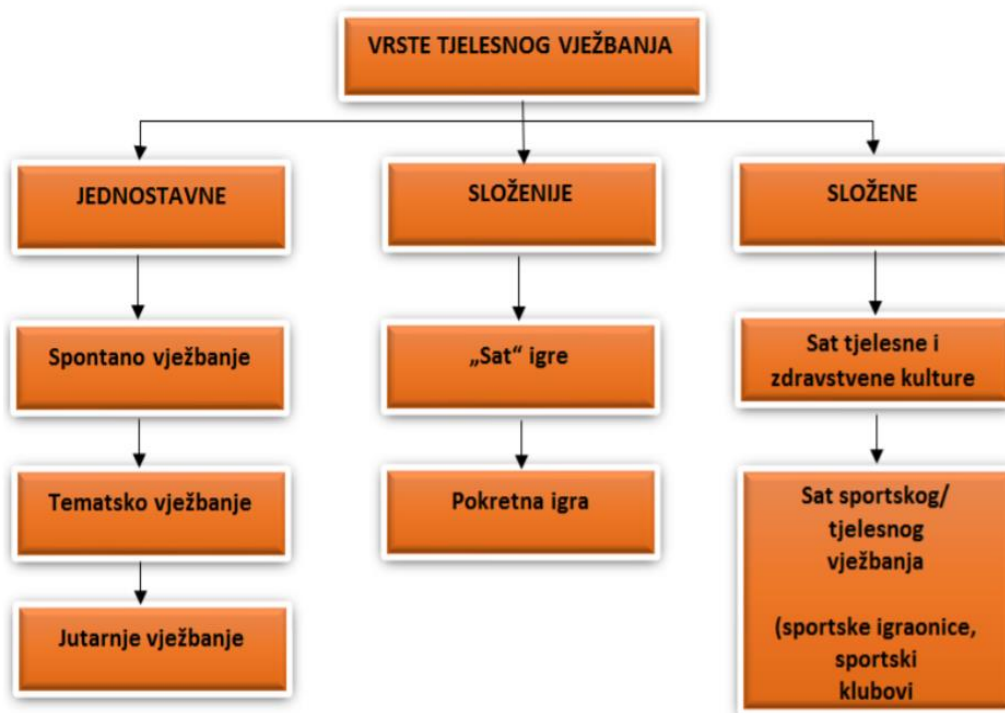 VRSTE TJELESNOG VJEŽBANJA
JEDNOSTAVNE
SLOŽENIJE
SLOŽENE
Spontano vježbanje
„Sat“ igre
Sat tjelesne i
zdravstvene kulture
Tematsko vježbanje
Pokretna igra
Sat sportskog/
tjelesnog
vježbanja
(sportske igraonice,
sportski
klubovi
Jutarnje vježbanje